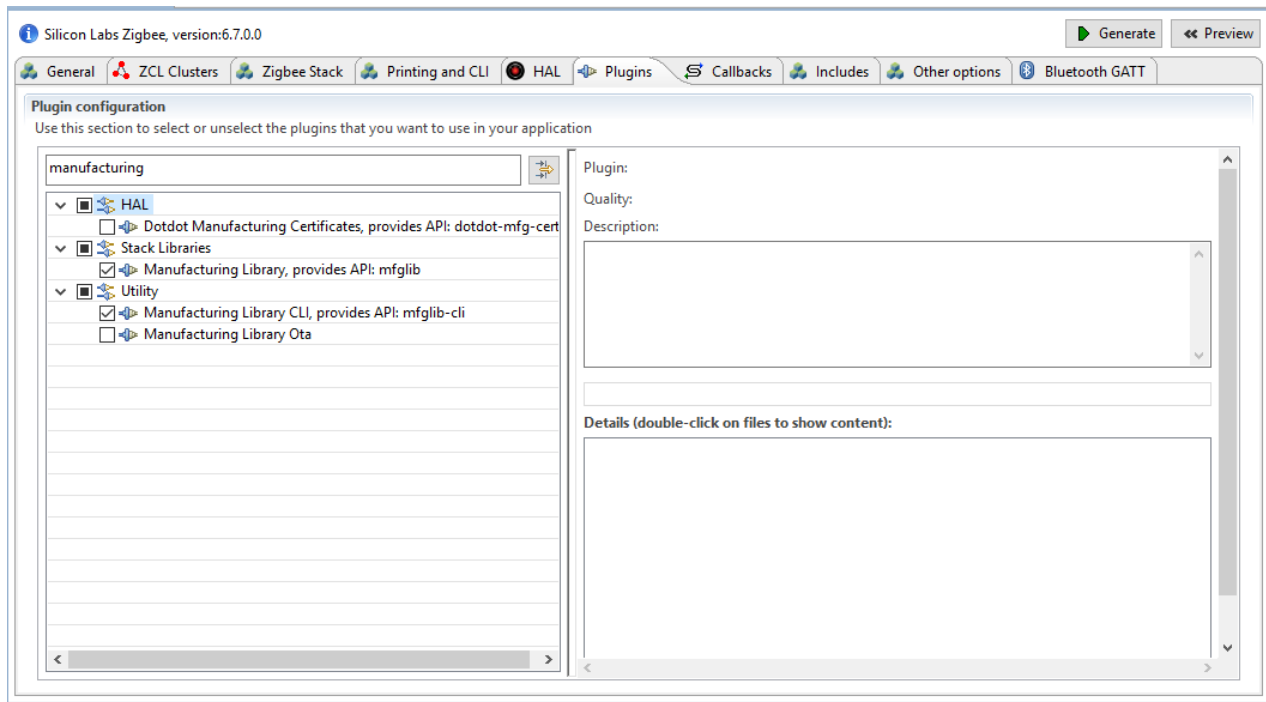 Silicon Labs Zigbee, version:6.7.0.0 Generate Preview
General ZCL Clusters Zigbee Stack Printing and CLI HAL Plugins Callbacks Includes Other options Bluetooth GATT
Plugin configuration
Use this section to select or unselect the plugins that you want to use in your application
manufacturing
HAL
Dotdot Manufacturing Certificates, provides API: dotdot-mfg-cert
Stack Libraries
Manufacturing Library, provides API: mfglib
Utility
Manufacturing Library CLI, provides API: mfglib-cli
Manufacturing Library Ota
Plugin:
Quality:
Description:
Details (double-click on files to show content):